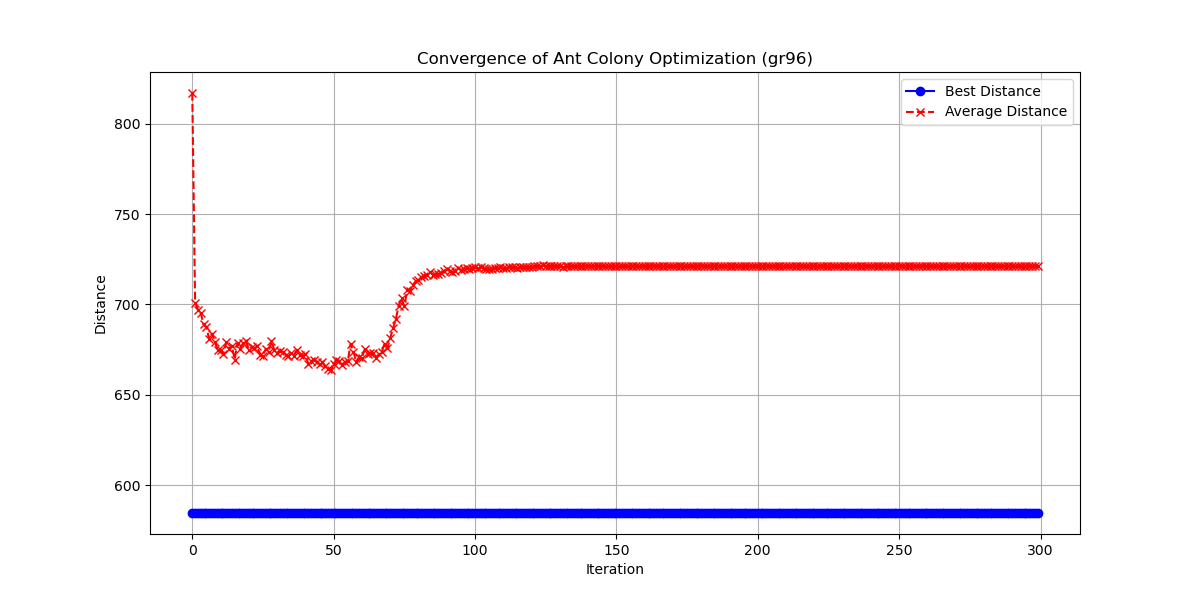 Convergence of Ant Colony Optimization (gr96)
Best Distance
Average Distance
800
750
700
650
600
Distance
0 50 100 150 200 250 300
Iteration